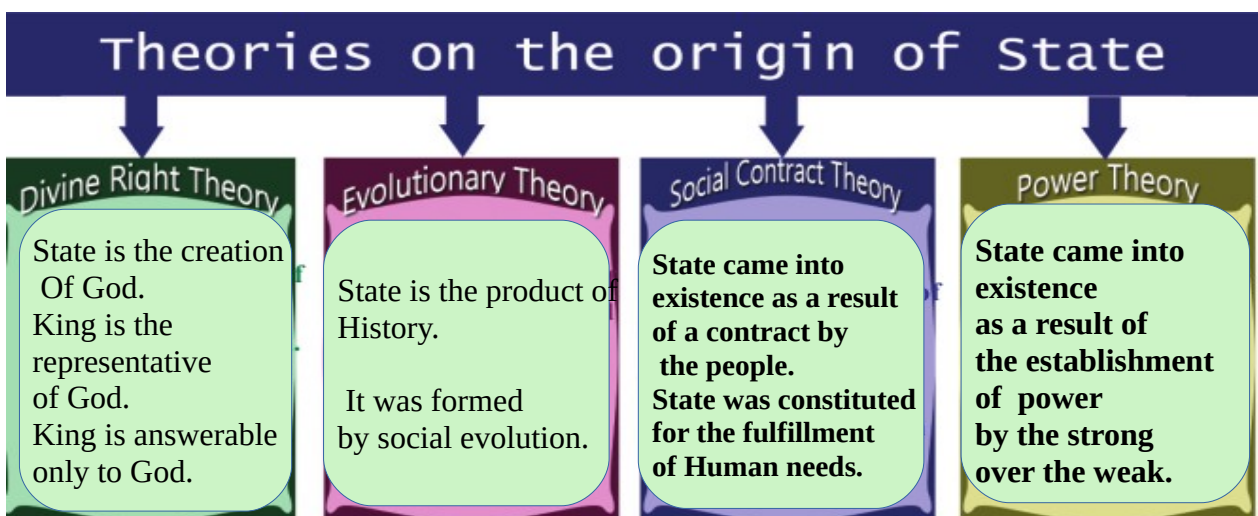 Theories on the origin of State
Divine Right Theory
State is the creation
Of God.
King is the
representative
of God.
King is answerable
only to God.
Evolutionary Theory
State is the product of
History.
It was formed
by social evolution.
Social Contract Theory
State came into
existence as a result
of a contract by
the people.
State was constituted
for the fulfillment
of Human needs.
Power Theory
State came into
existence
as a result of
the establishment
of power
by the strong
over the weak.